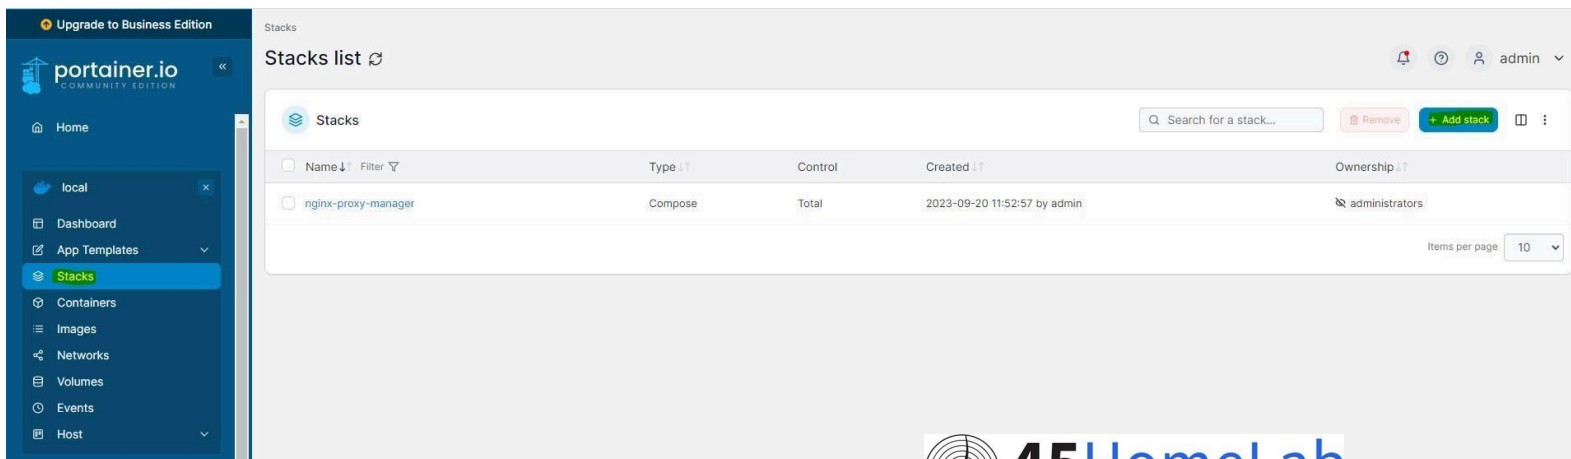 Upgrade to Business Edition
portainer.io
COMMUNITY EDITION
Home
local
Dashboard
App Templates
Stacks
Containers
Images
Networks
Volumes
Events
Host
Stacks
Stacks list
admin
Stacks
Search for a stack...
Remove
+ Add stack
Name Filter Type Control Created Ownership
nginx-proxy-manager Compose Total 2023-09-20 11:52:57 by admin administrators
Items per page 10
45HomeLab